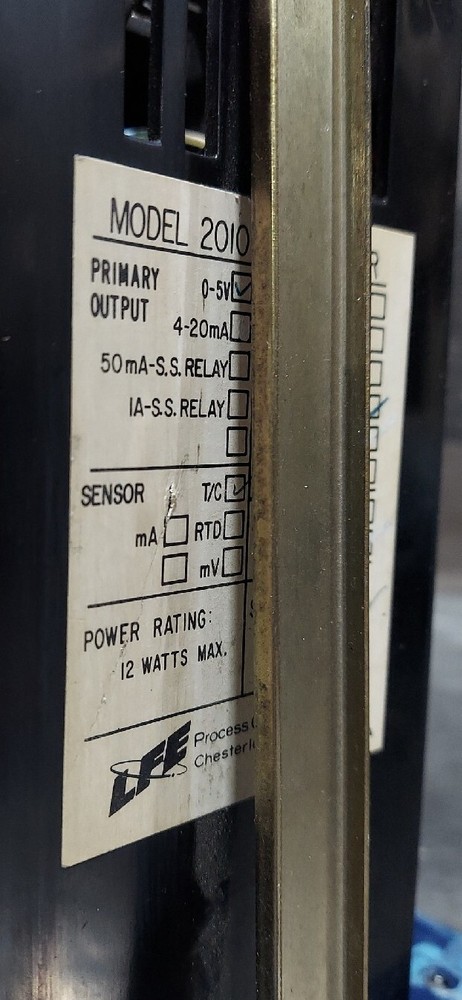 MODEL 2010
PRIMARY OUTPUT
0-5V
4-20mA
50mA-S.S. RELAY
1A-S.S. RELAY
SENSOR T/C
mA RTD
mV
POWER RATING:
12 WATTS MAX.
LFE Process
Chester